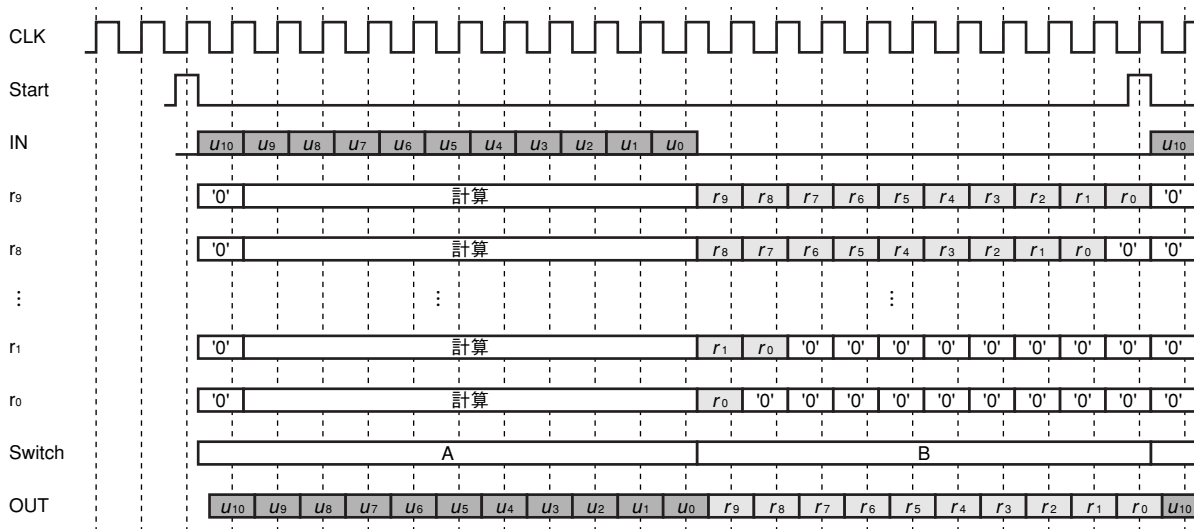 CLK
Start
IN u10 u9 u8 u7 u6 u5 u4 u3 u2 u1 u0 u10
r9 '0' 計算 r9 r8 r7 r6 r5 r4 r3 r2 r1 r0 '0'
r8 '0' 計算 r8 r7 r6 r5 r4 r3 r2 r1 r0 '0' '0'
⋮ ⋮ ⋮
r1 '0' 計算 r1 r0 '0' '0' '0' '0' '0' '0' '0' '0' '0'
r0 '0' 計算 r0 '0' '0' '0' '0' '0' '0' '0' '0' '0' '0'
Switch A B
OUT u10 u9 u8 u7 u6 u5 u4 u3 u2 u1 u0 r9 r8 r7 r6 r5 r4 r3 r2 r1 r0 u10